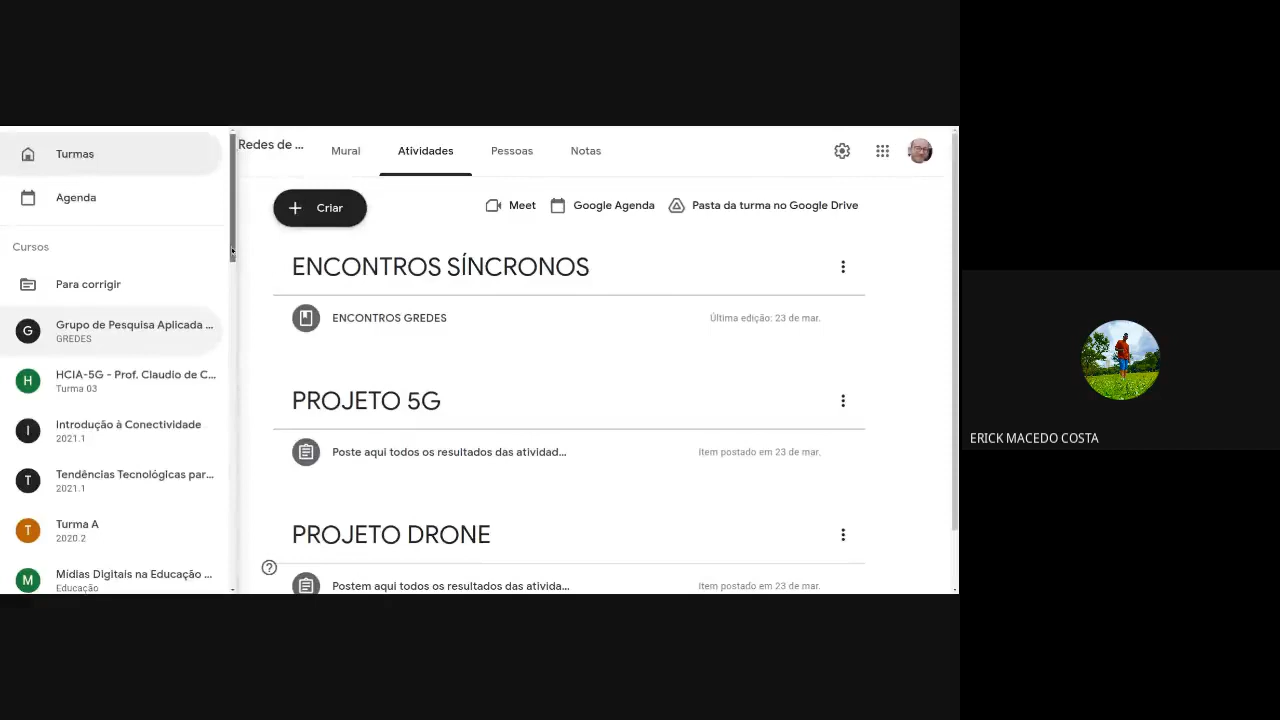 Turmas
Agenda
Cursos
Para corrigir
G
Grupo de Pesquisa Aplicada ...
GREDES
H
HCIA-5G - Prof. Claudio de C...
Turma 03
I
Introdução à Conectividade
2021.1
T
Tendências Tecnológicas par...
2021.1
T
Turma A
2020.2
M
Mídias Digitais na Educação ...
Educação
Redes de ...
Mural
Atividades
Pessoas
Notas
+ Criar
Meet
Google Agenda
Pasta da turma no Google Drive
ENCONTROS SÍNCRONOS
ENCONTROS GREDES
Última edição: 23 de mar.
PROJETO 5G
Poste aqui todos os resultados das atividad...
Item postado em 23 de mar.
PROJETO DRONE
Postem aqui todos os resultados das ativida...
Item postado em 23 de mar.
?
ERICK MACEDO COSTA